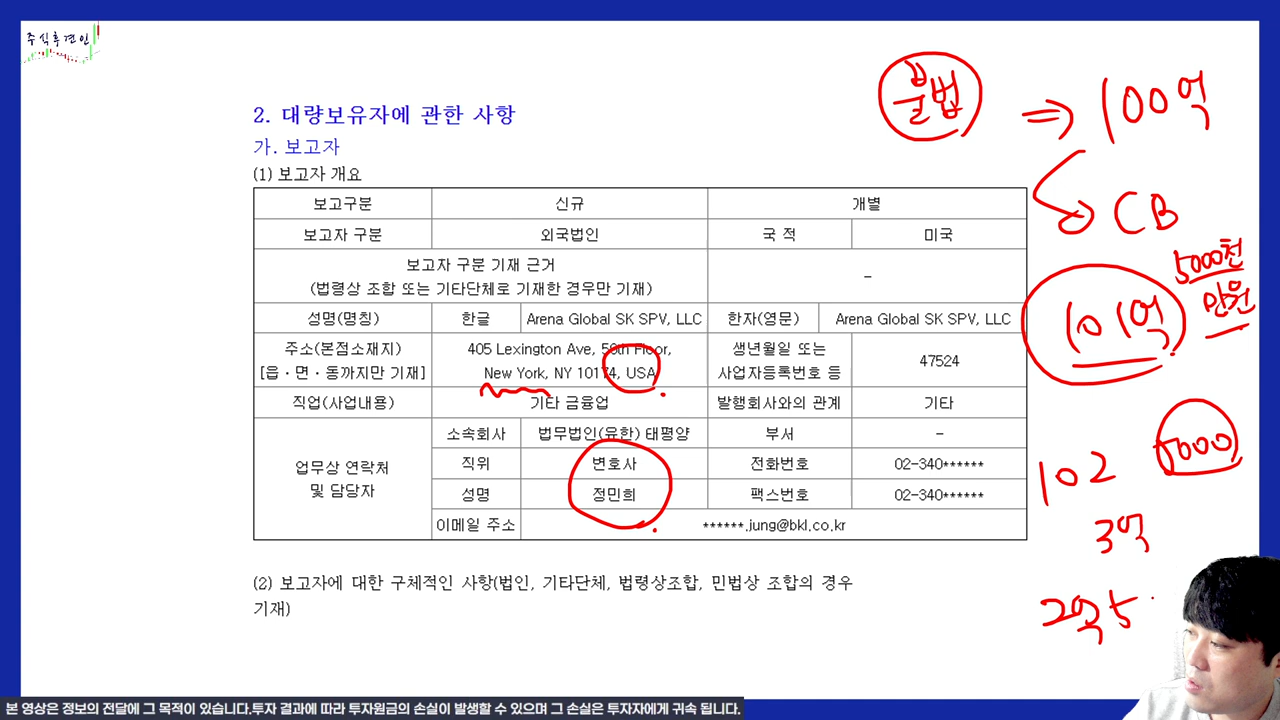 주식후견인
불법
⇒ 100억
CB
5000천
만원
101억
102
5000
3억
2억5
2. 대량보유자에 관한 사항
가. 보고자
(1) 보고자 개요
보고구분 신규 개별
보고자 구분 외국법인 국 적 미국
보고자 구분 기재 근거
(법령상 조합 또는 기타단체로 기재한 경우만 기재) -
성명(명칭) 한글 Arena Global SK SPV, LLC 한자(영문) Arena Global SK SPV, LLC
주소(본점소재지) 405 Lexington Ave, 59th Floor, 생년월일 또는
[읍·면·동까지만 기재] New York, NY 10174, USA 사업자등록번호 등 47524
직업(사업내용) 기타 금융업 발행회사와의 관계 기타
업무상 연락처
및 담당자
소속회사 법무법인(유한) 태평양 부서 -
직위 변호사 전화번호 02-340******
성명 정민희 팩스번호 02-340******
이메일 주소 ******.jung@bkl.co.kr
(2) 보고자에 대한 구체적인 사항(법인, 기타단체, 법령상조합, 민법상 조합의 경우
기재)
본 영상은 정보의 전달에 그 목적이 있습니다.투자 결과에 따라 투자원금의 손실이 발생할 수 있으며 그 손실은 투자자에게 귀속 됩니다.